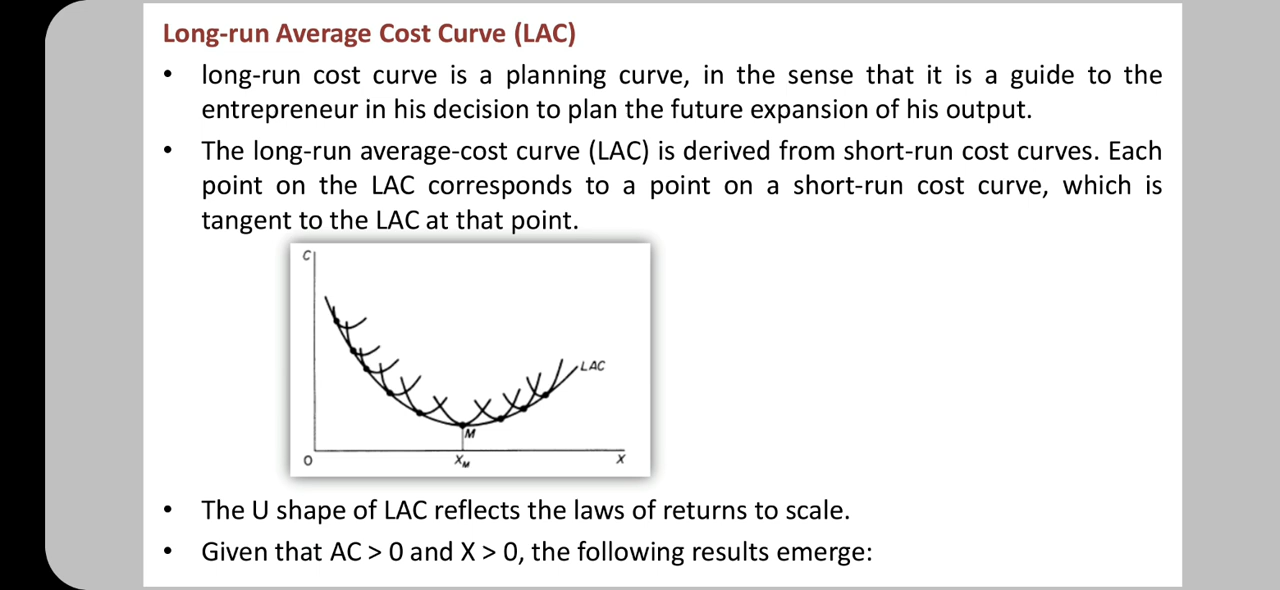 Long-run Average Cost Curve (LAC)
• long-run cost curve is a planning curve, in the sense that it is a guide to the
entrepreneur in his decision to plan the future expansion of his output.
• The long-run average-cost curve (LAC) is derived from short-run cost curves. Each
point on the LAC corresponds to a point on a short-run cost curve, which is
tangent to the LAC at that point.
C
LAC
M
O
XM
X
• The U shape of LAC reflects the laws of returns to scale.
• Given that AC > 0 and X > 0, the following results emerge: